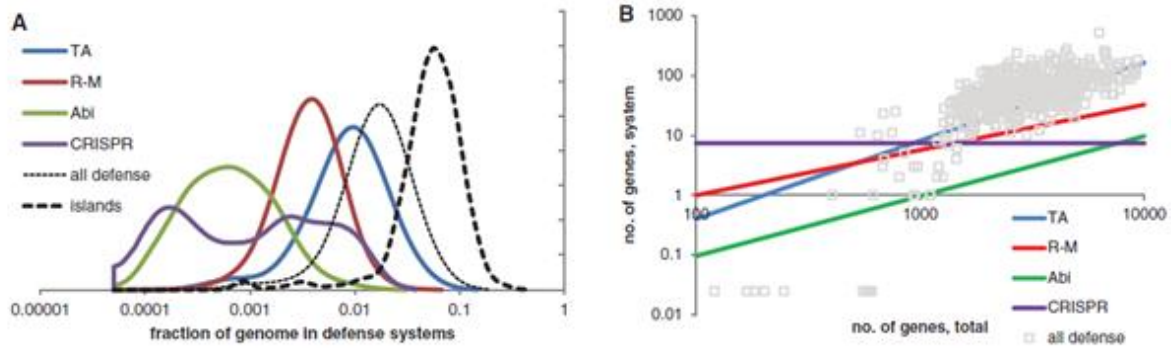 A
TA
R-M
Abi
CRISPR
all defense
islands
0.00001
0.0001
0.001
0.01
0.1
1
fraction of genome in defense systems
B
no. of genes, system
1000
100
10
1
0.1
0.01
100
1000
10000
no. of genes, total
TA
R-M
Abi
CRISPR
all defense